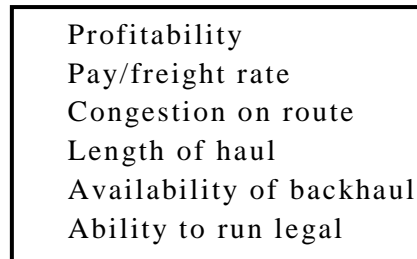 Profitability
Pay/freight rate
Congestion on route
Length of haul
Availability of backhaul
Ability to run legal